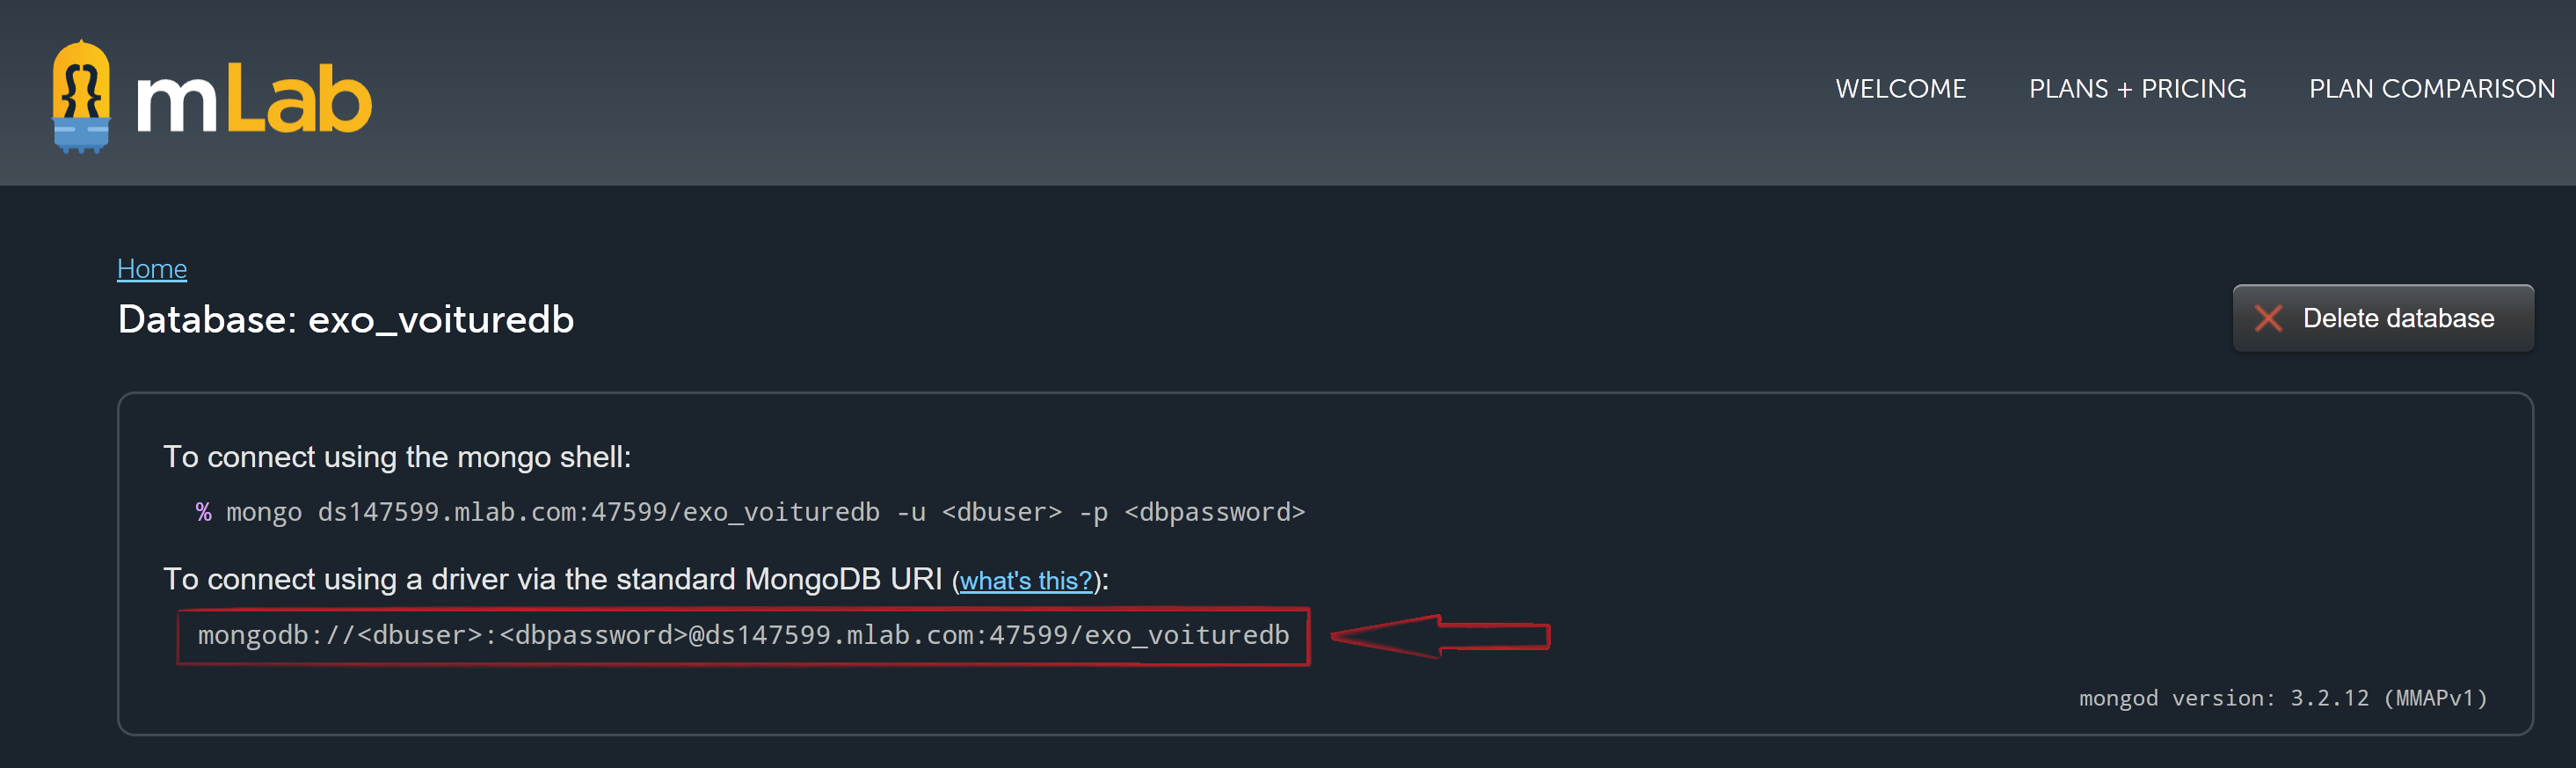 mLab
WELCOME PLANS + PRICING PLAN COMPARISON
Home
Database: exo_voituredb
Delete database
To connect using the mongo shell:
% mongo ds147599.mlab.com:47599/exo_voituredb -u <dbuser> -p <dbpassword>
To connect using a driver via the standard MongoDB URI (what's this?):
mongodb://<dbuser>:<dbpassword>@ds147599.mlab.com:47599/exo_voituredb
mongod version: 3.2.12 (MMAPv1)